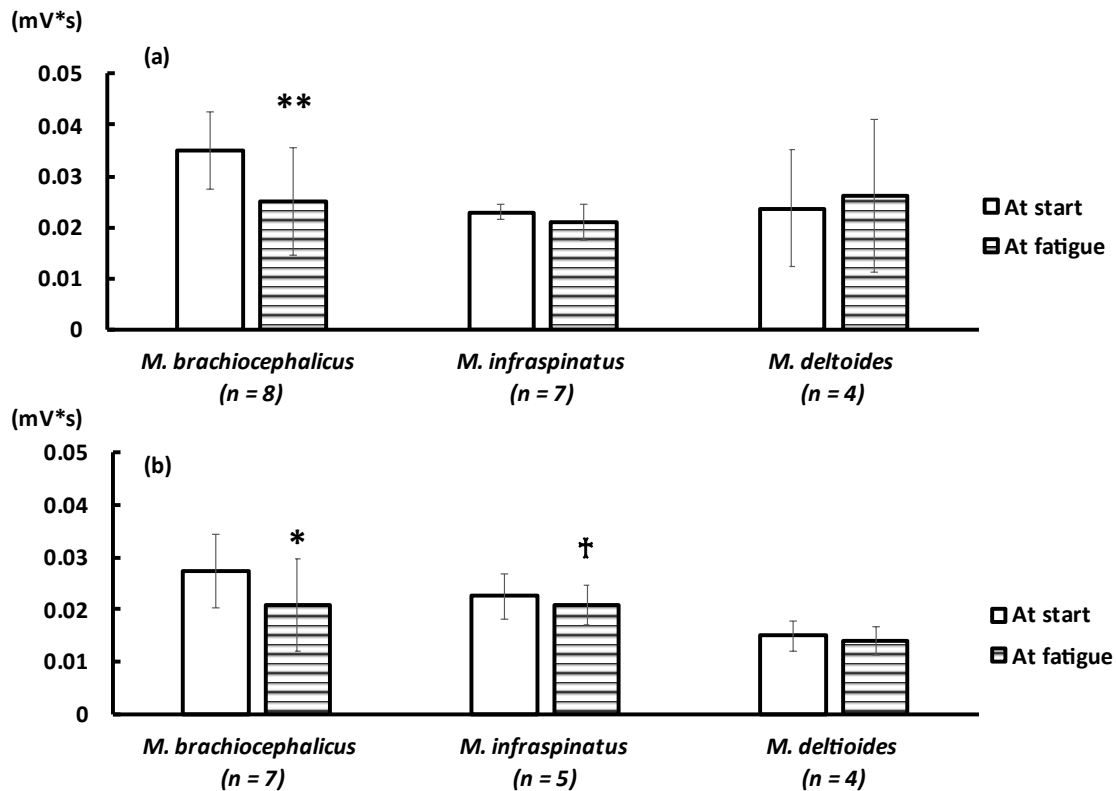 (mV*s)
(a)
0.05
0.04
**
0.03
0.02
0.01
0
At start
At fatigue
M. brachiocephalicus
M. infraspinatus
M. deltoides
(n = 8)
(n = 7)
(n = 4)
(mV*s)
(b)
0.05
0.04
0.03
*
†
0.02
0.01
0
At start
At fatigue
M. brachiocephalicus
M. infraspinatus
M. deltioides
(n = 7)
(n = 5)
(n = 4)